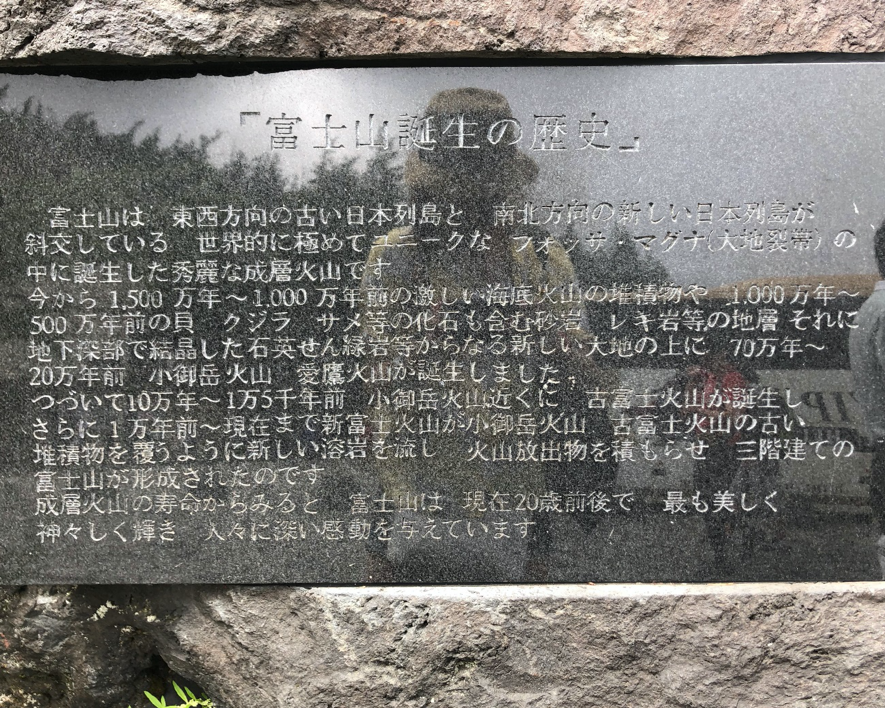 「富士山誕生の歴史」
富士山は 東西方向の古い日本列島と 南北方向の新しい日本列島が
斜交している 世界的に極めてユニークな フォッサ・マグナ(大地裂帯)の
中に誕生した秀麗な成層火山です
今から 1.500 万年～1.000 万年前の激しい海底火山の堆積物や 1.000万年～
500 万年前の貝 クジラ サメ等の化石も含む砂岩 レキ岩等の地層 それに
地下深部で結晶した石英せん緑岩等からなる新しい大地の上に 70万年～
20万年前 小御岳火山 愛鷹火山が誕生しました
つづいて10万年～1万5千年前 小御岳火山近くに 古富士火山が誕生し
さらに1万年前～現在まで新富士火山が小御岳火山 古富士火山の古い
堆積物を覆うように新しい溶岩を流し 火山放出物を積もらせ 三階建ての
富士山が形成されたのです
成層火山の寿命からみると 富士山は 現在20歳前後で 最も美しく
神々しく輝き 人々に深い感動を与えています